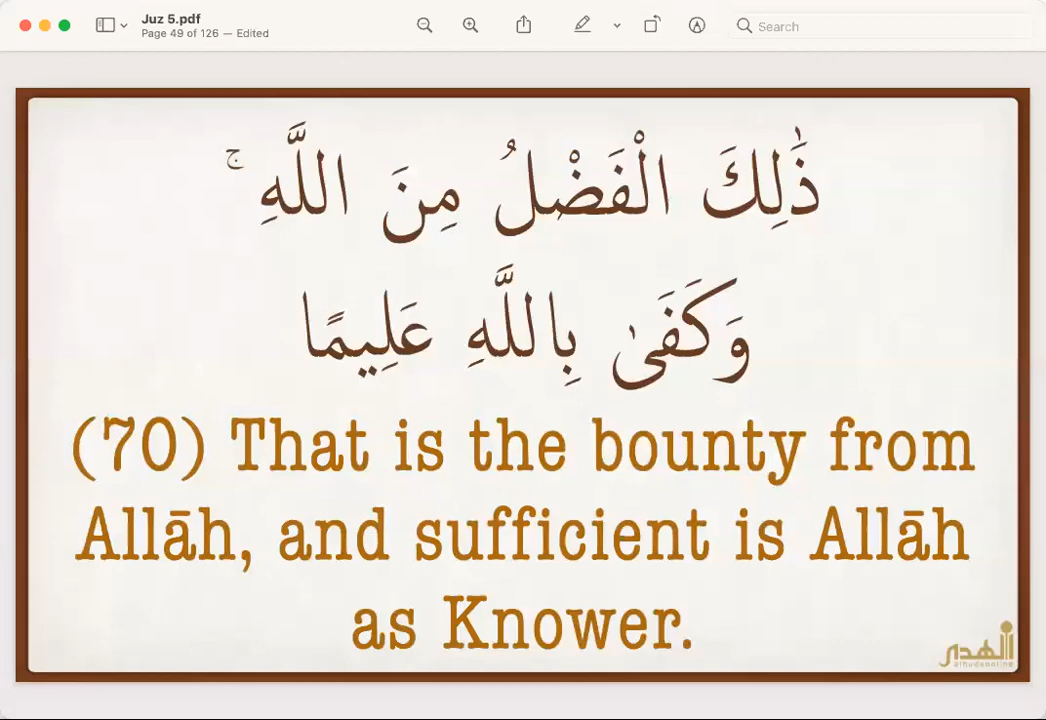 Juz 5.pdf
Page 49 of 126 — Edited
Search
ذَٰلِكَ الْفَضْلُ مِنَ اللَّهِ ۚ
وَكَفَىٰ بِاللَّهِ عَلِيمًا
(70) That is the bounty from
Allāh, and sufficient is Allāh
as Knower.
الهدى
alhudaonline